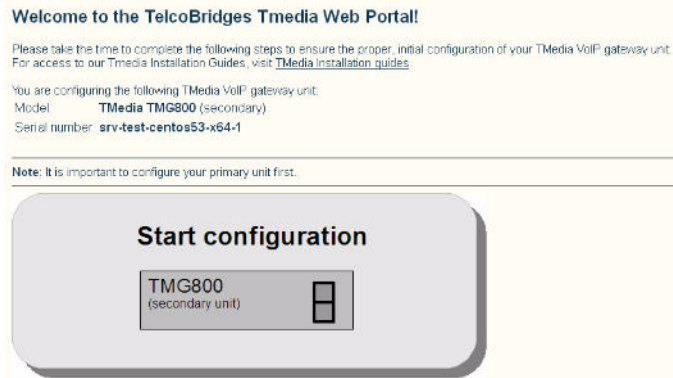 Welcome to the TelcoBridges Tmedia Web Portal!
Please take the time to complete the following steps to ensure the proper, initial configuration of your TMedia VoIP gateway unit.
For access to our Tmedia Installation Guides, visit TMedia Installation guides
You are configuring the following TMedia VoIP gateway unit:
Model TMedia TMG800 (secondary)
Serial number srv-test-centos53-x64-1
Note: It is important to configure your primary unit first.
Start configuration
TMG800
(secondary unit)